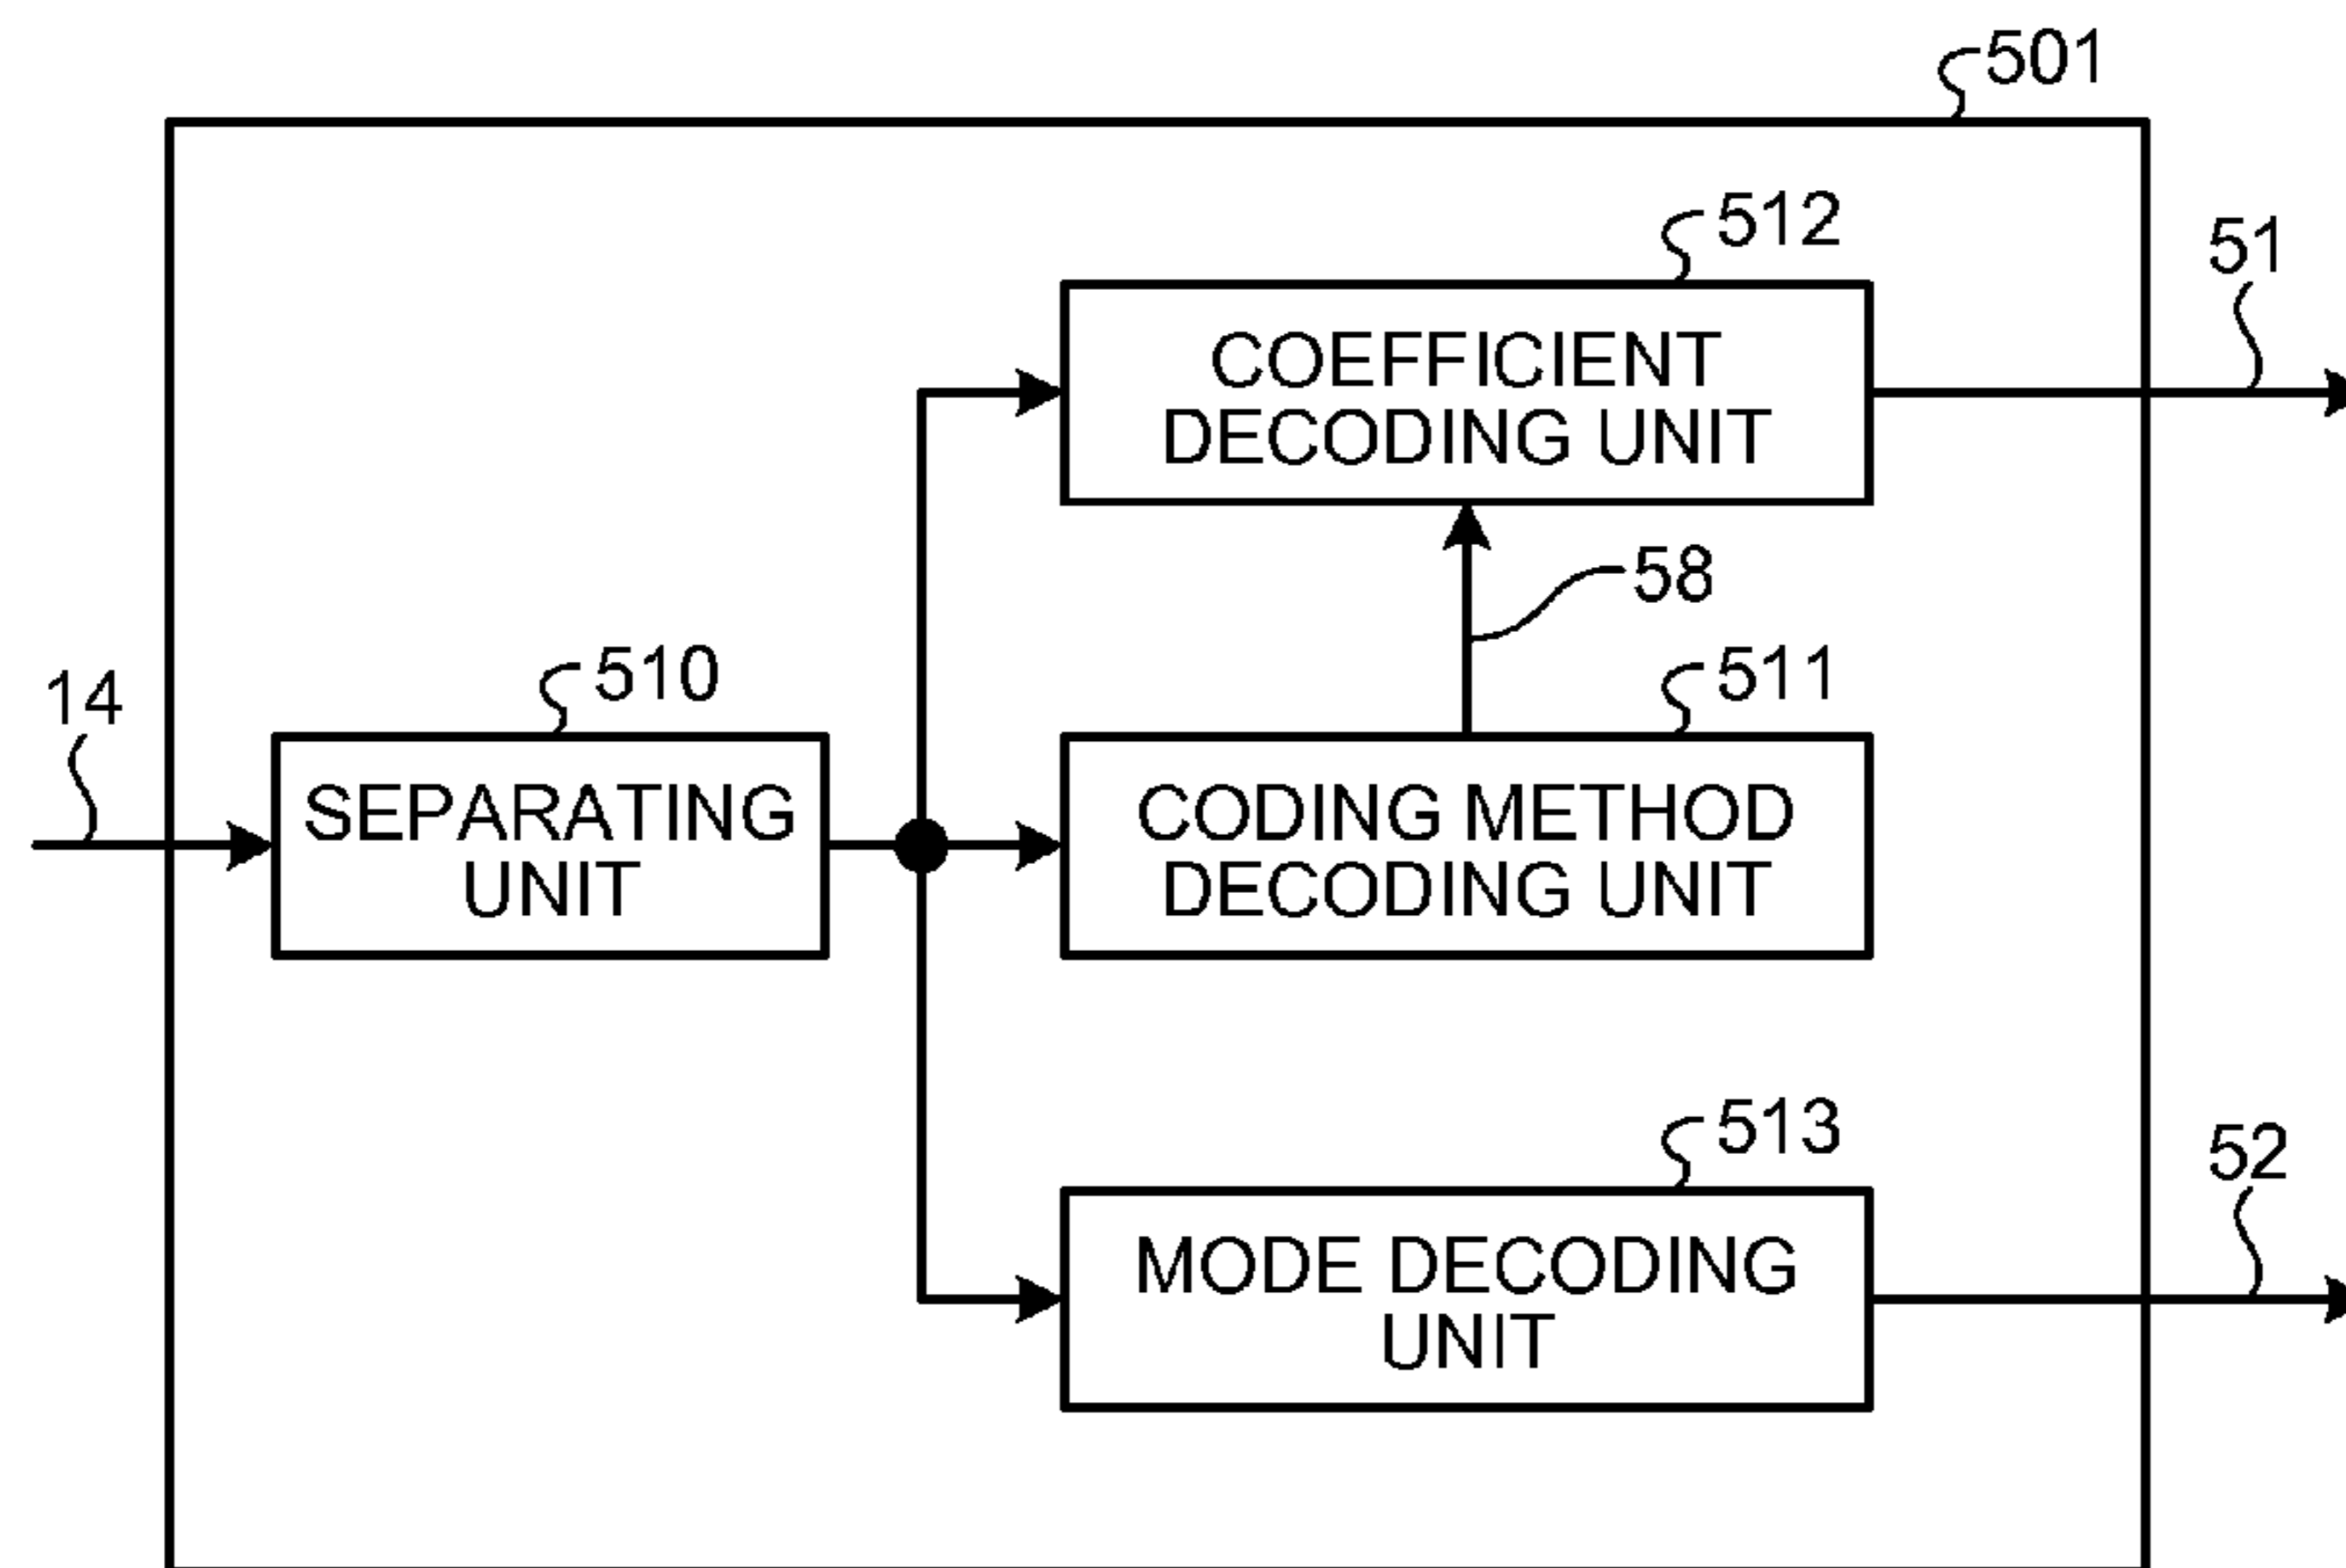 501
512
51
COEFFICIENT
DECODING UNIT
58
14
510
511
SEPARATING
UNIT
CODING METHOD
DECODING UNIT
513
52
MODE DECODING
UNIT